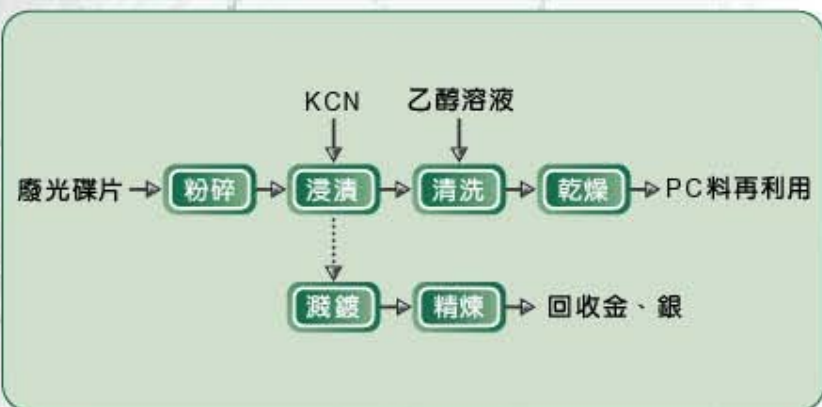 KCN
乙醇溶液
廢光碟片
粉碎
浸漬
清洗
乾燥
PC料再利用
濺鍍
精煉
回收金、銀